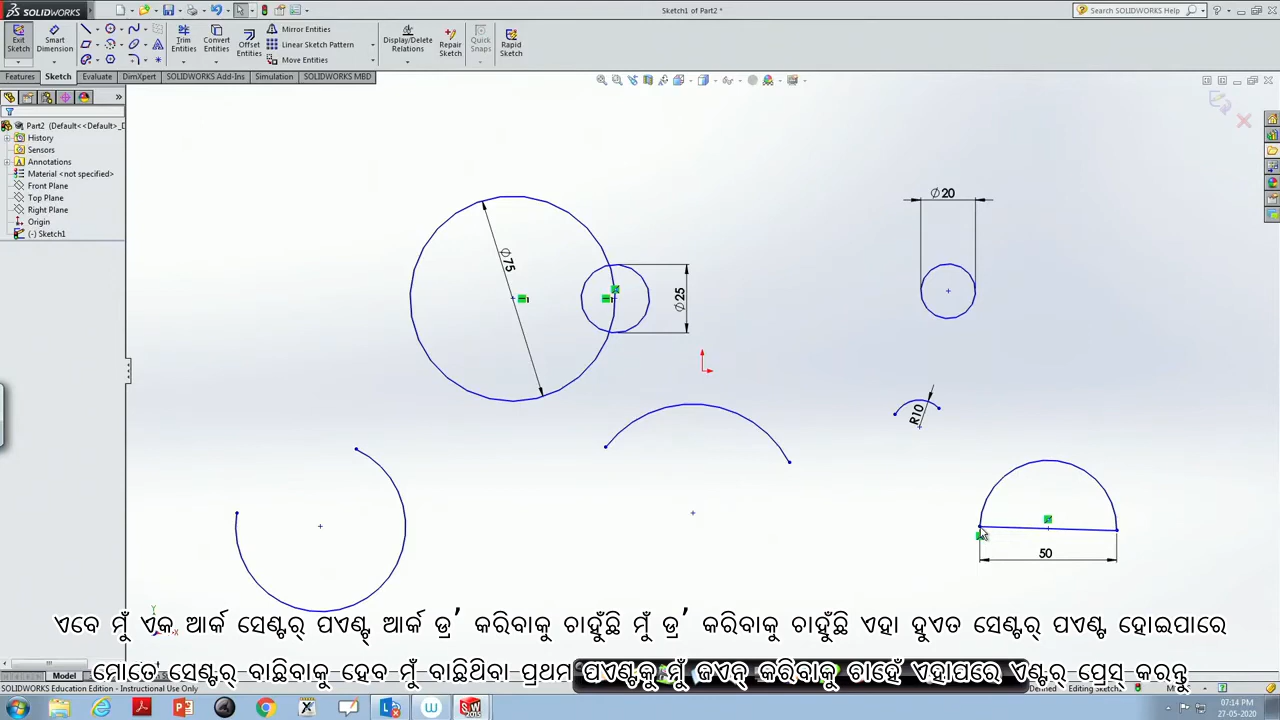 SOLIDWORKS
Sketch1 of Part2 *
Search SOLIDWORKS Help
Exit Sketch
Smart Dimension
Trim Entities
Convert Entities
Offset Entities
Mirror Entities
Linear Sketch Pattern
Move Entities
Display/Delete Relations
Repair Sketch
Quick Snaps
Rapid Sketch
Features Sketch Evaluate DimXpert SOLIDWORKS Add-Ins Simulation SOLIDWORKS MBD
Part2 (Default<<Default>_D
History
Sensors
Annotations
Material <not specified>
Front Plane
Top Plane
Right Plane
Origin
(-) Sketch1
Ø75
Ø25
Ø20
R10
50
ଏବେ ମୁଁ ଏକ ଆର୍କ ସେଣ୍ଟର୍ ପଏଣ୍ଟ୍ ଆର୍କ ଡ୍ର’ କରିବାକୁ ଚାହୁଁଛି ମୁଁ ଡ୍ର’ କରିବାକୁ ଚାହୁଁଛି ଏହା ହୁଏତ ସେଣ୍ଟର୍ ପଏଣ୍ଟ ହୋଇପାରେ
ମୋତେ ସେଣ୍ଟର୍ ବାଛିବାକୁ ହେବ ମୁଁ ବାଛିଥିବା ପ୍ରଥମ ପଏଣ୍ଟକୁ ମୁଁ ଜଏନ୍ କରିବାକୁ ଚାହେଁ ଏହାପରେ ଏଣ୍ଟର୍ ପ୍ରେସ୍ କରନ୍ତୁ
Model
SOLIDWORKS Education Edition - Instructional Use Only
Defined Editing Sketch1
07:14 PM
27-05-2020